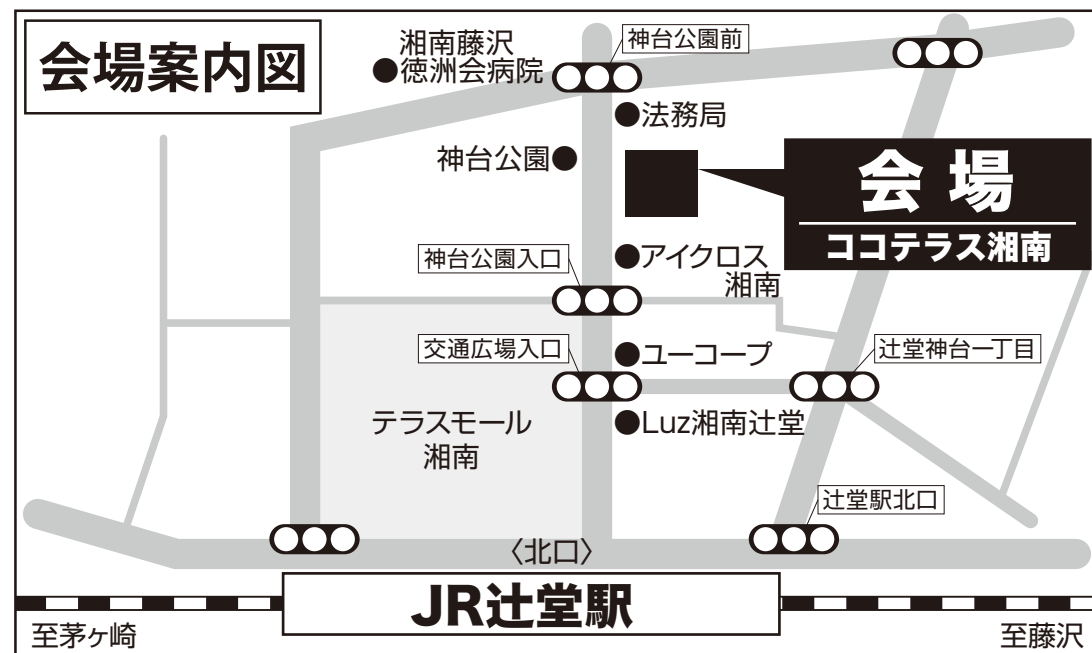 会場案内図
湘南藤沢
●徳洲会病院
神台公園前
●法務局
神台公園●
会場
ココテラス湘南
●アイクロス
湘南
神台公園入口
交通広場入口
●ユーコープ
辻堂神台一丁目
テラスモール
湘南
●Luz湘南辻堂
辻堂駅北口
〈北口〉
JR辻堂駅
至茅ヶ崎
至藤沢